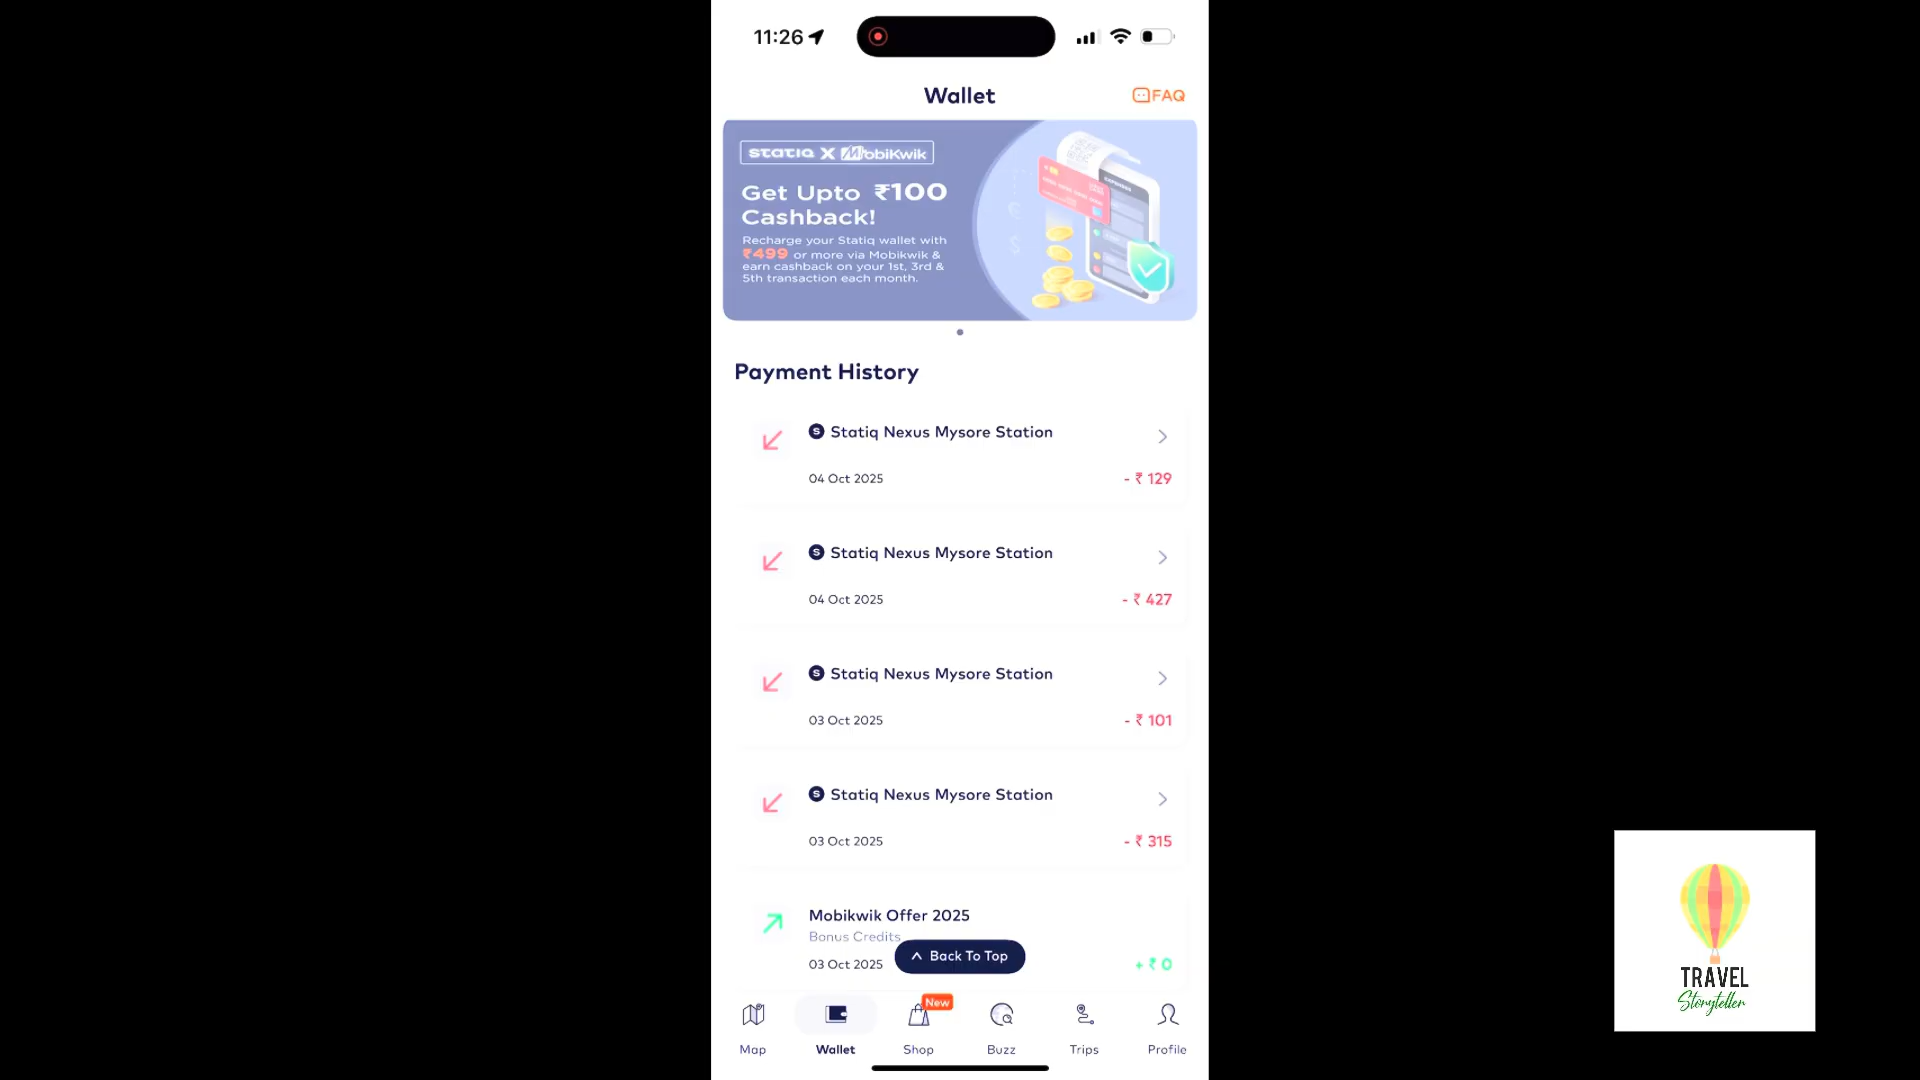 11:26
Wallet
FAQ
STATIQ X MobiKwik
Get Upto ₹100
Cashback!
Recharge your Statiq wallet with
₹499 or more via Mobikwik &
earn cashback on your 1st, 3rd &
5th transaction each month.
Payment History
S Statiq Nexus Mysore Station
04 Oct 2025 - ₹ 129
S Statiq Nexus Mysore Station
04 Oct 2025 - ₹ 427
S Statiq Nexus Mysore Station
03 Oct 2025 - ₹ 101
S Statiq Nexus Mysore Station
03 Oct 2025 - ₹ 315
Mobikwik Offer 2025
Bonus Credits
Back To Top
03 Oct 2025 + ₹ 0
New
Map Wallet Shop Buzz Trips Profile
TRAVEL
Storyteller